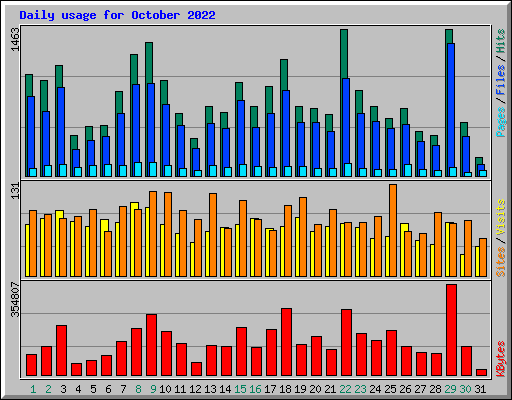 Daily usage for October 2022
1463
Pages / Files / Hits
131
Sites / Visits
354807
KBytes
1 2 3 4 5 6 7 8 9 10 11 12 13 14 15 16 17 18 19 20 21 22 23 24 25 26 27 28 29 30 31